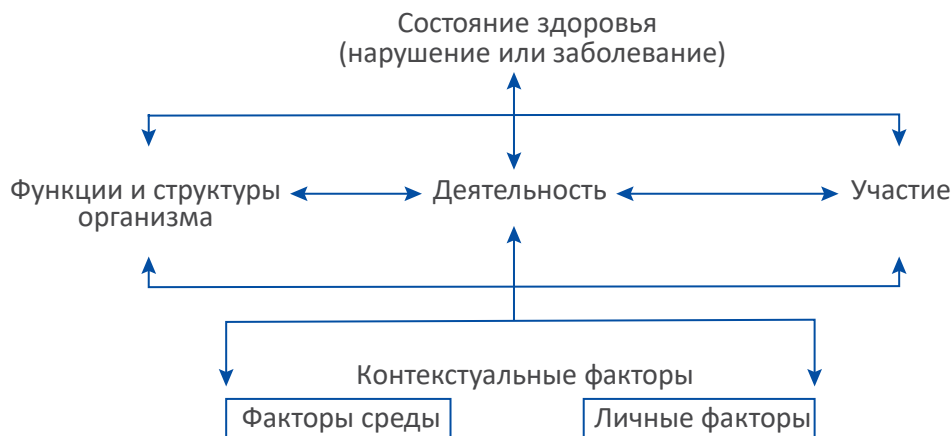 Состояние здоровья
(нарушение или заболевание)
Функции и структуры
организма
Деятельность
Участие
Контекстуальные факторы
Факторы среды
Личные факторы